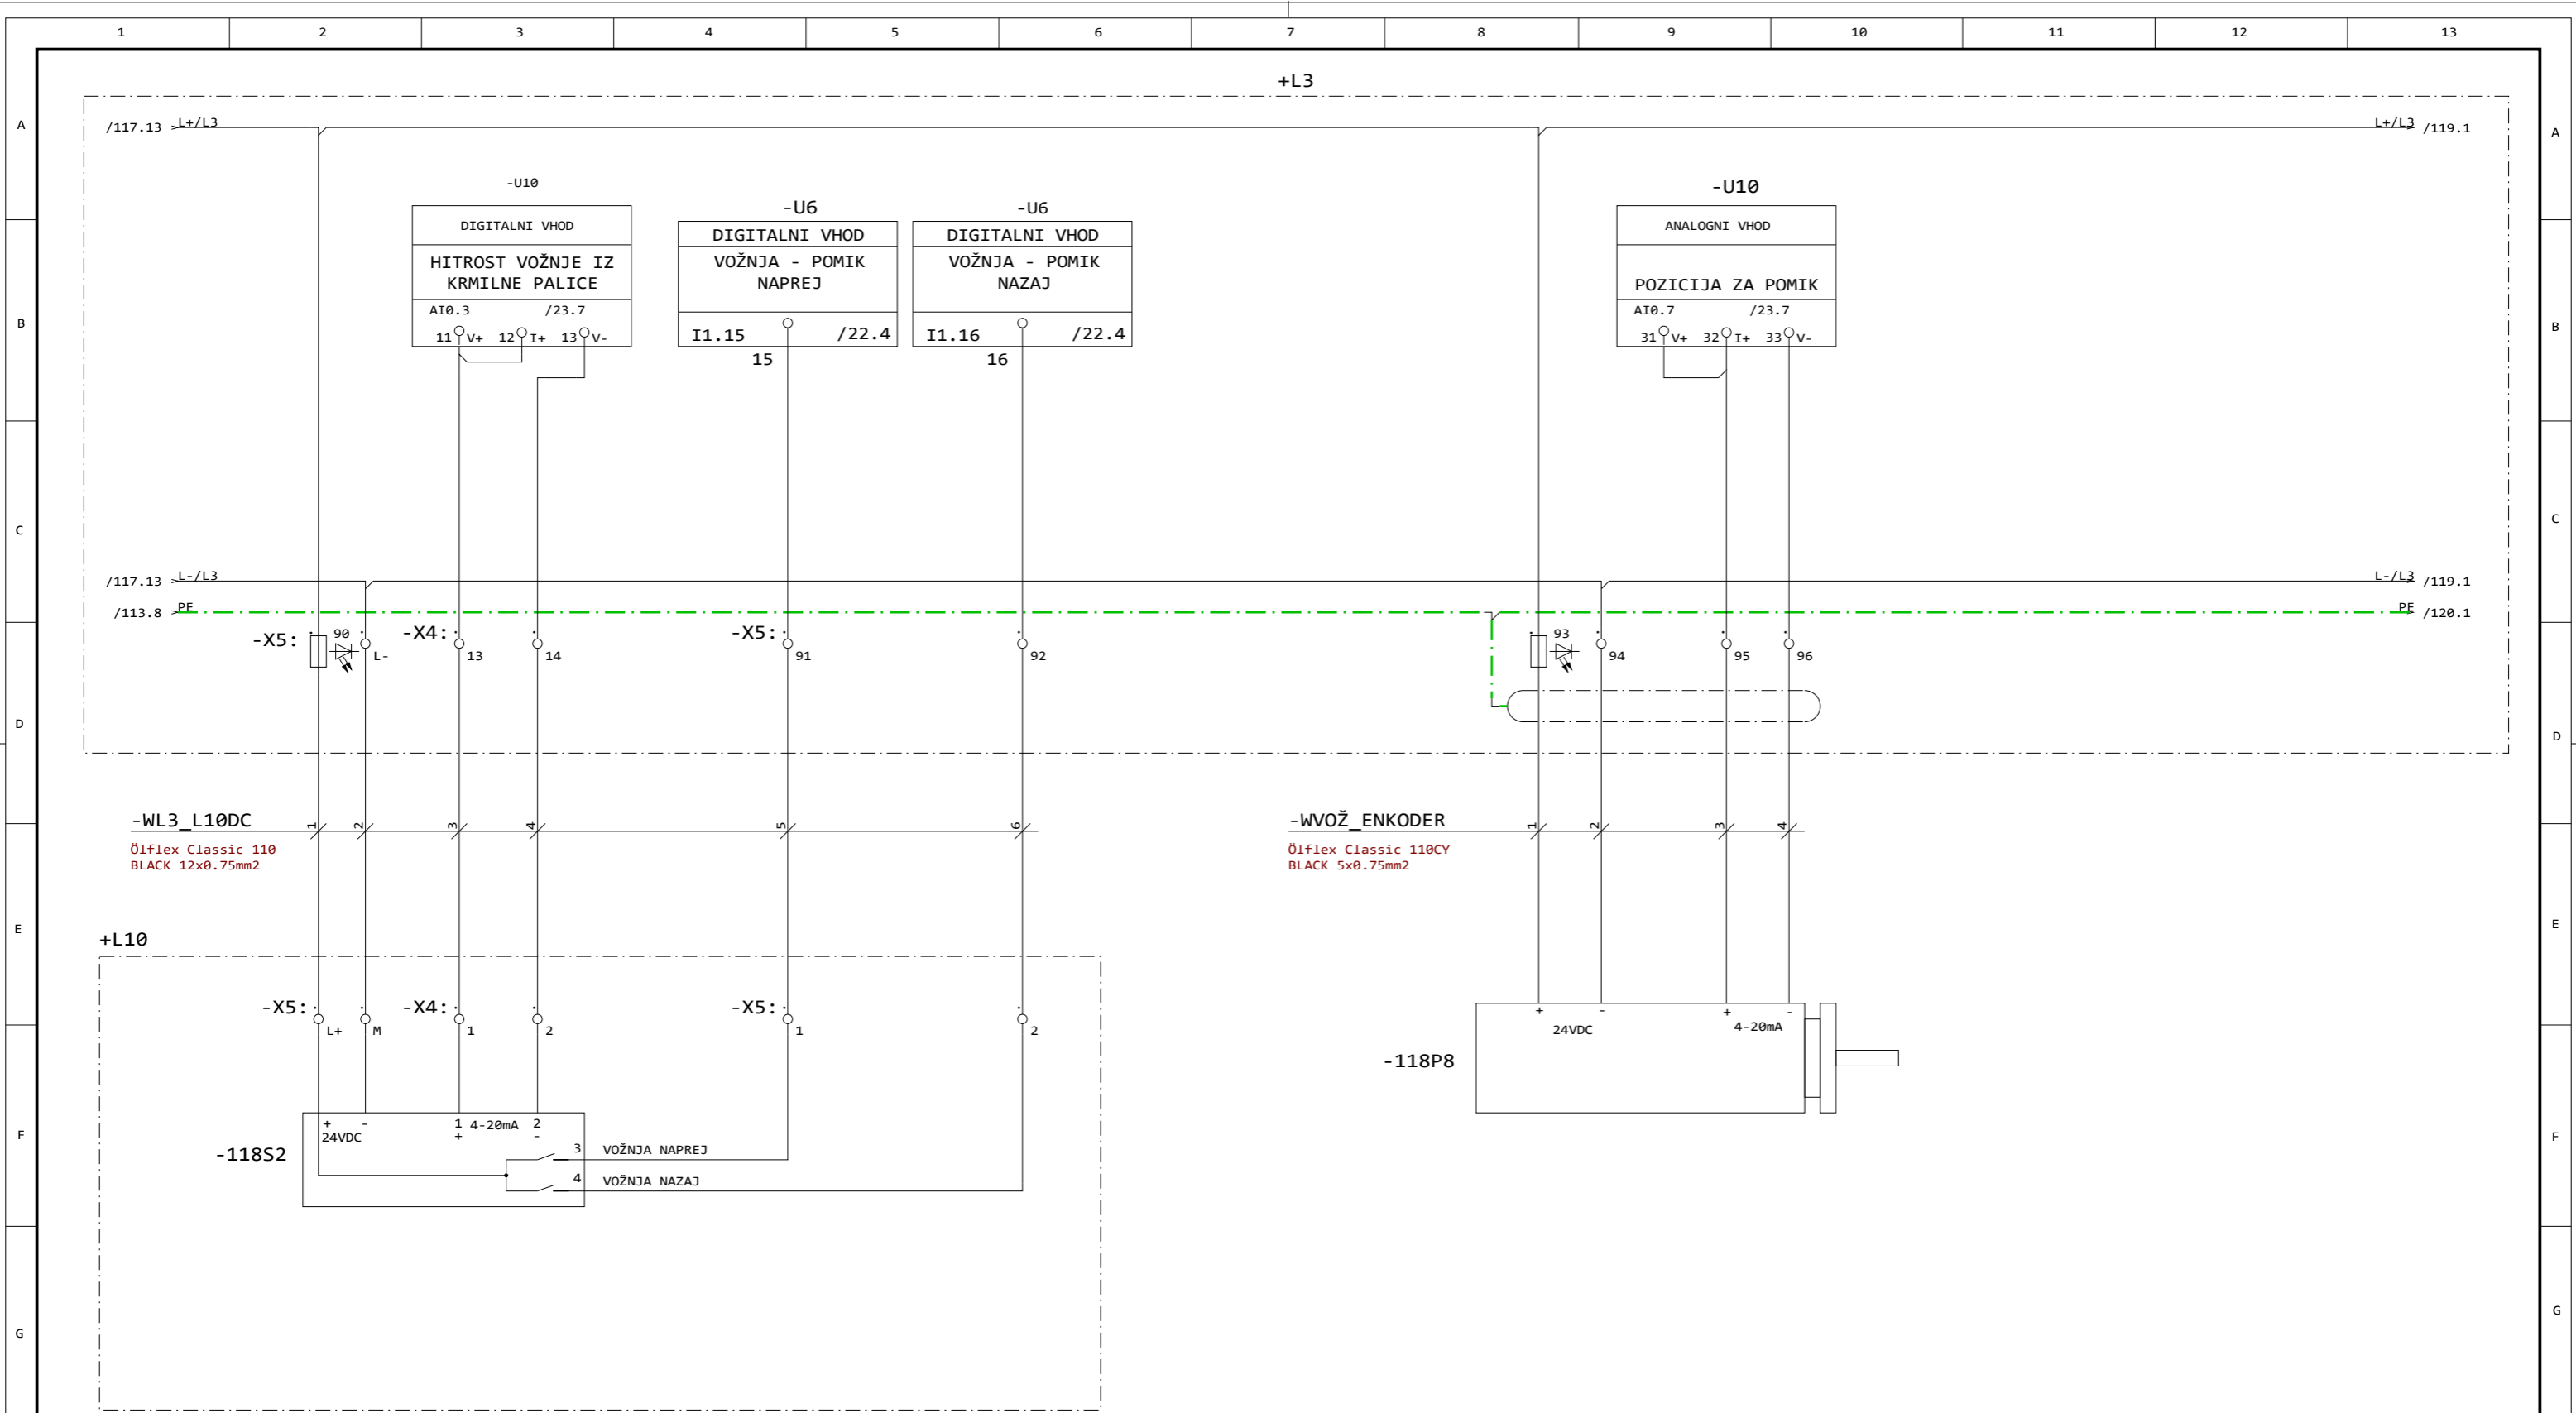 1 2 3 4 5 6 7 8 9 10 11 12 13
+L3
A A
/117.13 L+/L3 L+/L3 /119.1
-U10
DIGITALNI VHOD
HITROST VOŽNJE IZ
KRMILNE PALICE
AI0.3 /23.7
11 V+ 12 I+ 13 V-
-U6
DIGITALNI VHOD
VOŽNJA - POMIK
NAPREJ
I1.15 /22.4
15
-U6
DIGITALNI VHOD
VOŽNJA - POMIK
NAZAJ
I1.16 /22.4
16
-U10
ANALOGNI VHOD
POZICIJA ZA POMIK
AI0.7 /23.7
31 V+ 32 I+ 33 V-
B B
C C
/117.13 L-/L3 L-/L3 /119.1
/113.8 PE PE /120.1
-X5: 90 L- -X4: 13 14 -X5: 91 92 93 94 95 96
D D
-WL3_L10DC 1 2 3 4 5 6
Ölflex Classic 110
BLACK 12x0.75mm2
-WVOŽ_ENKODER 1 2 3 4
Ölflex Classic 110CY
BLACK 5x0.75mm2
E E
+L10
-X5: L+ M -X4: 1 2 -X5: 1 2
+ - + -
24VDC 4-20mA
-118P8
+ - 1 4-20mA 2
24VDC + -
-118S2
3 VOŽNJA NAPREJ
4 VOŽNJA NAZAJ
F F
G G